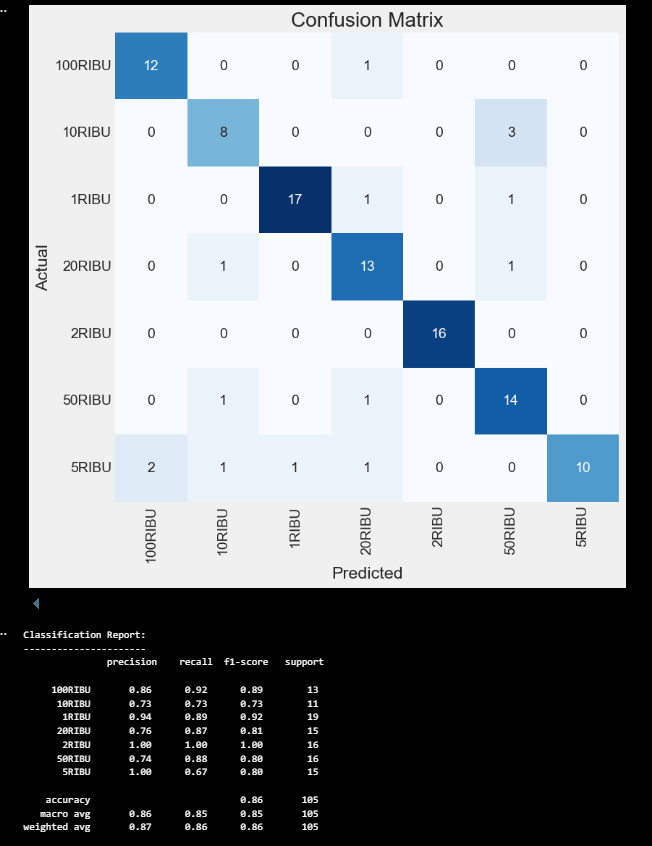 ..
Confusion Matrix
100RIBU 12 0 0 1 0 0 0
10RIBU 0 8 0 0 0 3 0
1RIBU 0 0 17 1 0 1 0
20RIBU 0 1 0 13 0 1 0
2RIBU 0 0 0 0 16 0 0
50RIBU 0 1 0 1 0 14 0
5RIBU 2 1 1 1 0 0 10
Actual
100RIBU 10RIBU 1RIBU 20RIBU 2RIBU 50RIBU 5RIBU
Predicted
..
Classification Report:
----------------------
precision recall f1-score support
100RIBU 0.86 0.92 0.89 13
10RIBU 0.73 0.73 0.73 11
1RIBU 0.94 0.89 0.92 19
20RIBU 0.76 0.87 0.81 15
2RIBU 1.00 1.00 1.00 16
50RIBU 0.74 0.88 0.80 16
5RIBU 1.00 0.67 0.80 15
accuracy 0.86 105
macro avg 0.86 0.85 0.85 105
weighted avg 0.87 0.86 0.86 105